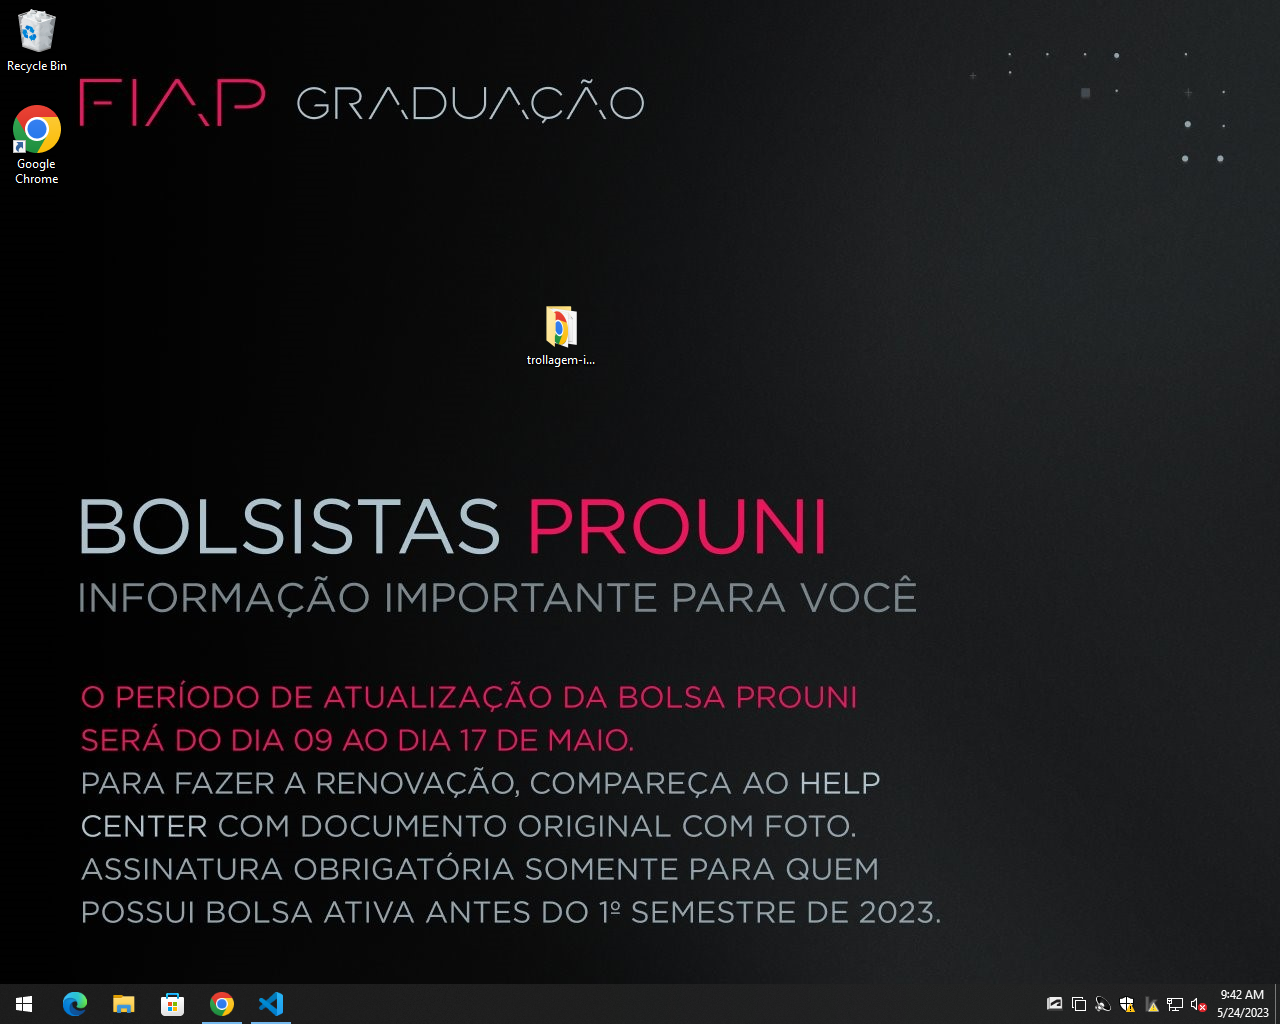 Recycle Bin
FIAP GRADUAÇÃO
Google
Chrome
trollagem-i...
BOLSISTAS PROUNI
INFORMAÇÃO IMPORTANTE PARA VOCÊ
O PERÍODO DE ATUALIZAÇÃO DA BOLSA PROUNI
SERÁ DO DIA 09 AO DIA 17 DE MAIO.
PARA FAZER A RENOVAÇÃO, COMPAREÇA AO HELP
CENTER COM DOCUMENTO ORIGINAL COM FOTO.
ASSINATURA OBRIGATÓRIA SOMENTE PARA QUEM
POSSUI BOLSA ATIVA ANTES DO 1º SEMESTRE DE 2023.
9:42 AM
5/24/2023